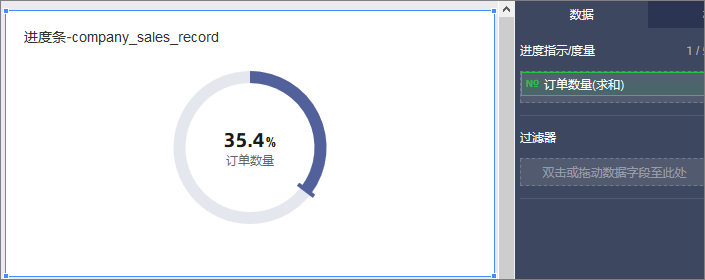 数据
进度条-company_sales_record
进度指示/度量
1 / 5
Nº 订单数量(求和)
35.4%
订单数量
过滤器
双击或拖动数据字段至此处